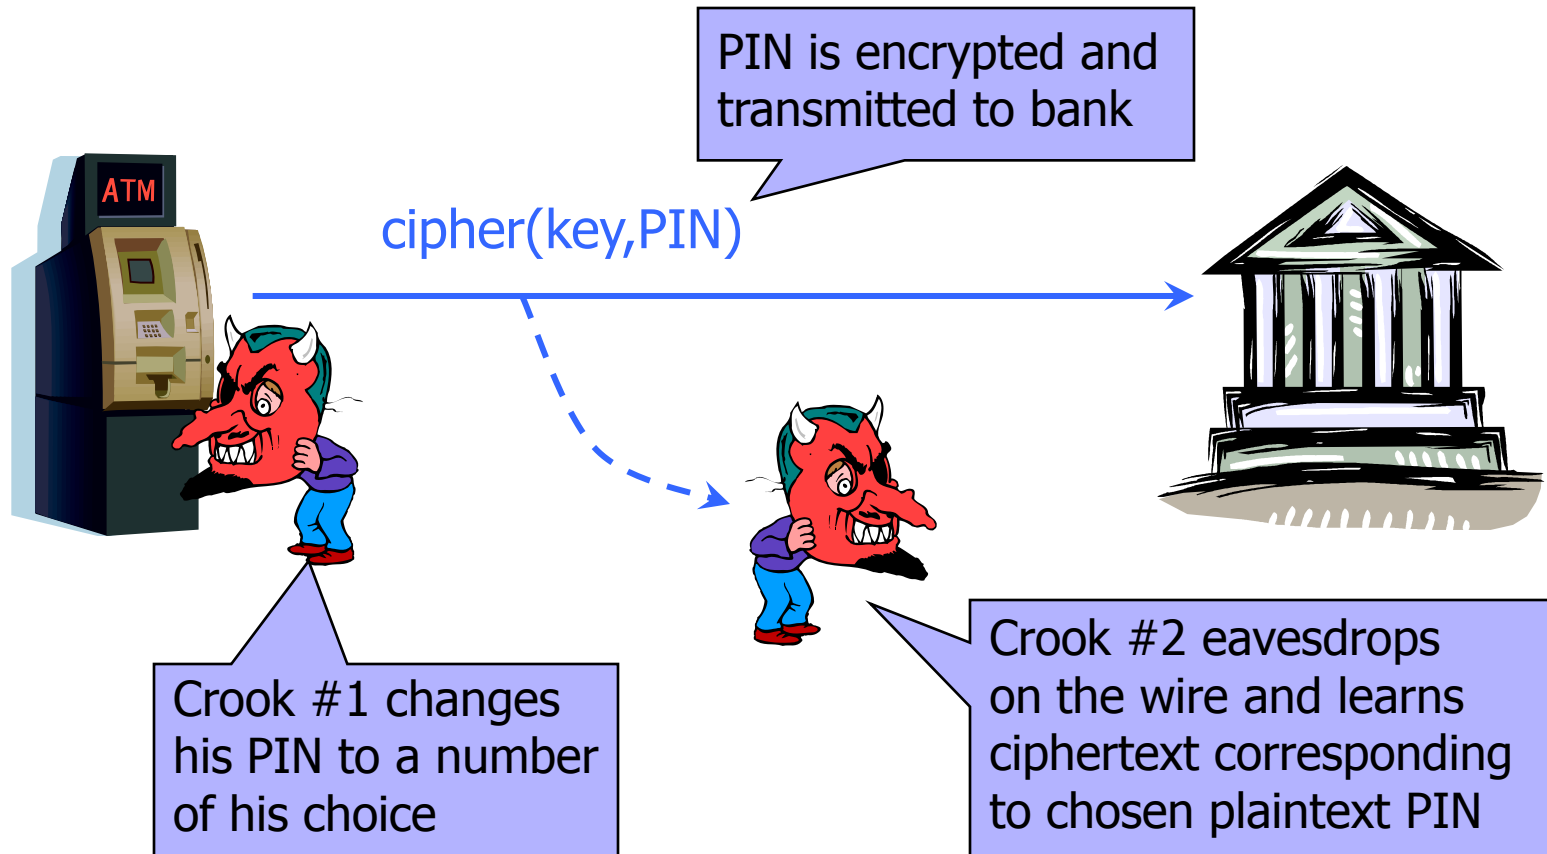 PIN is encrypted and
transmitted to bank
ATM
cipher(key,PIN)
Crook #1 changes
his PIN to a number
of his choice
Crook #2 eavesdrops
on the wire and learns
ciphertext corresponding
to chosen plaintext PIN